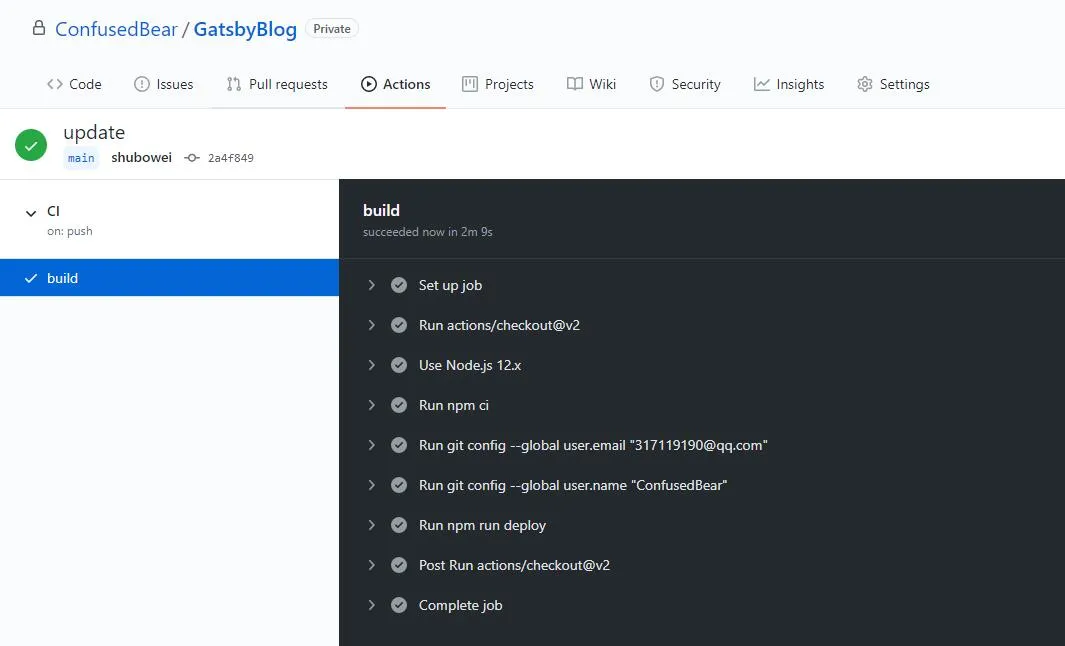 ConfusedBear / GatsbyBlog Private
Code Issues Pull requests Actions Projects Wiki Security Insights Settings
update
main shubowei 2a4f849
CI
on: push
build
build
succeeded now in 2m 9s
Set up job
Run actions/checkout@v2
Use Node.js 12.x
Run npm ci
Run git config --global user.email "317119190@qq.com"
Run git config --global user.name "ConfusedBear"
Run npm run deploy
Post Run actions/checkout@v2
Complete job